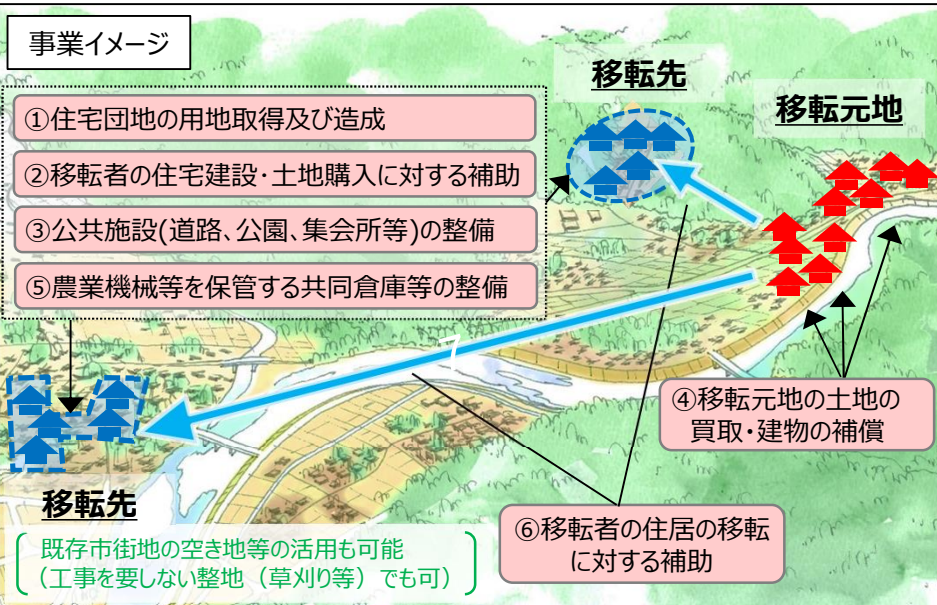 事業イメージ
移転先
移転元地
①住宅団地の用地取得及び造成
②移転者の住宅建設・土地購入に対する補助
③公共施設(道路、公園、集会所等)の整備
⑤農業機械等を保管する共同倉庫等の整備
④移転元地の土地の
買取・建物の補償
移転先
既存市街地の空き地等の活用も可能
（工事を要しない整地（草刈り等）でも可）
⑥移転者の住居の移転
に対する補助